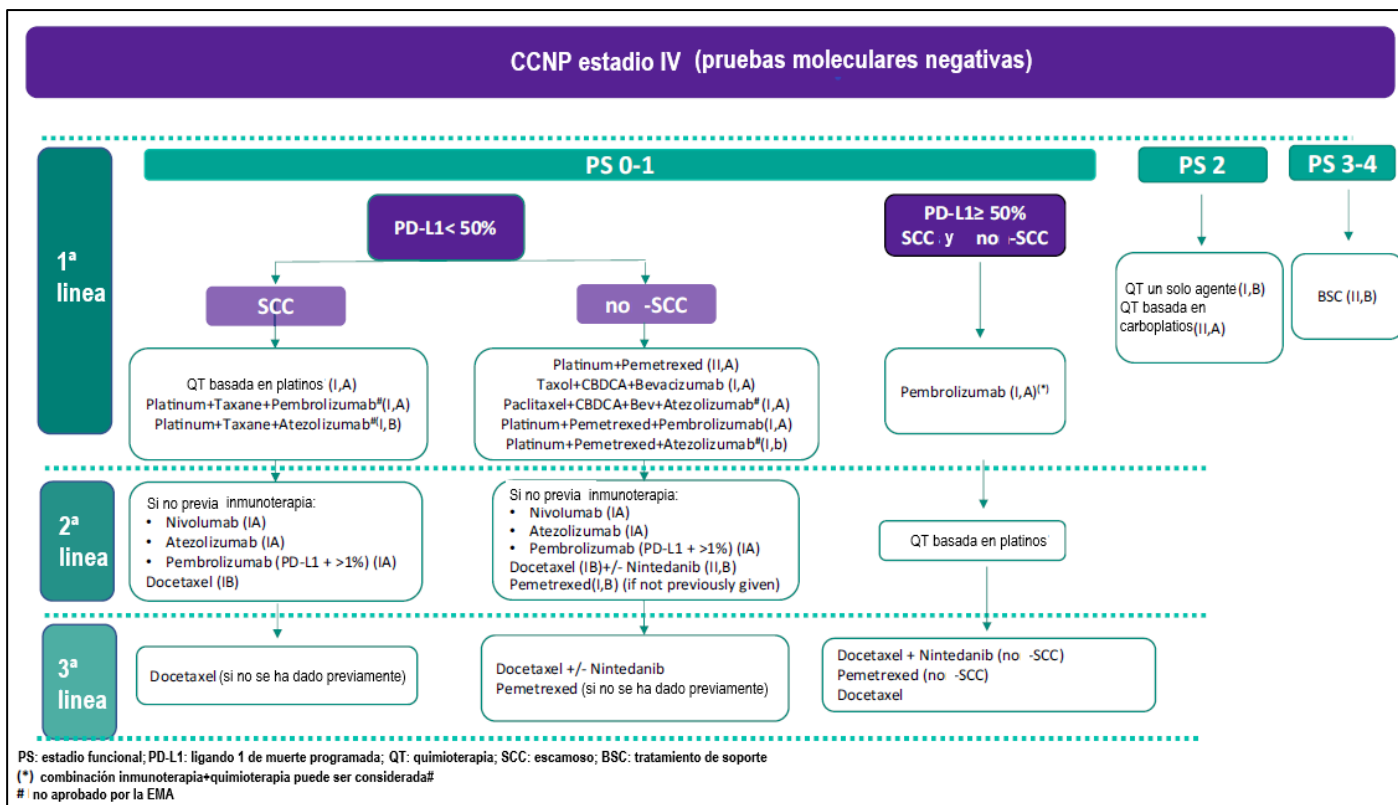 CCNP estadio IV (pruebas moleculares negativas)
1ª
linea
PS 0-1
PS 2
PS 3-4
PD-L1< 50%
PD-L1≥ 50%
SCC y no -SCC
SCC
no -SCC
QT basada en platinos (I,A)
Platinum+Taxane+Pembrolizumab#(I,A)
Platinum+Taxane+Atezolizumab#(I,B)
Platinum+Pemetrexed (II,A)
Taxol+CBDCA+Bevacizumab (I,A)
Paclitaxel+CBDCA+Bev+Atezolizumab# (I,A)
Platinum+Pemetrexed+Pembrolizumab(I,A)
Platinum+Pemetrexed+Atezolizumab#(I,b)
Pembrolizumab (I,A)(*)
QT un solo agente (I,B)
QT basada en
carboplatios (II,A)
BSC (II,B)
2ª
linea
Si no previa inmunoterapia:
• Nivolumab (IA)
• Atezolizumab (IA)
• Pembrolizumab (PD-L1 + >1%) (IA)
Docetaxel (IB)
Si no previa inmunoterapia:
• Nivolumab (IA)
• Atezolizumab (IA)
• Pembrolizumab (PD-L1 + >1%) (IA)
Docetaxel (IB)+/- Nintedanib (II,B)
Pemetrexed(I,B) (if not previously given)
QT basada en platinos
3ª
linea
Docetaxel (si no se ha dado previamente)
Docetaxel +/- Nintedanib
Pemetrexed (si no se ha dado previamente)
Docetaxel + Nintedanib (no -SCC)
Pemetrexed (no -SCC)
Docetaxel
PS: estadio funcional; PD-L1: ligando 1 de muerte programada; QT: quimioterapia; SCC: escamoso; BSC: tratamiento de soporte
(*) combinación inmunoterapia+quimioterapia puede ser considerada#
# no aprobado por la EMA